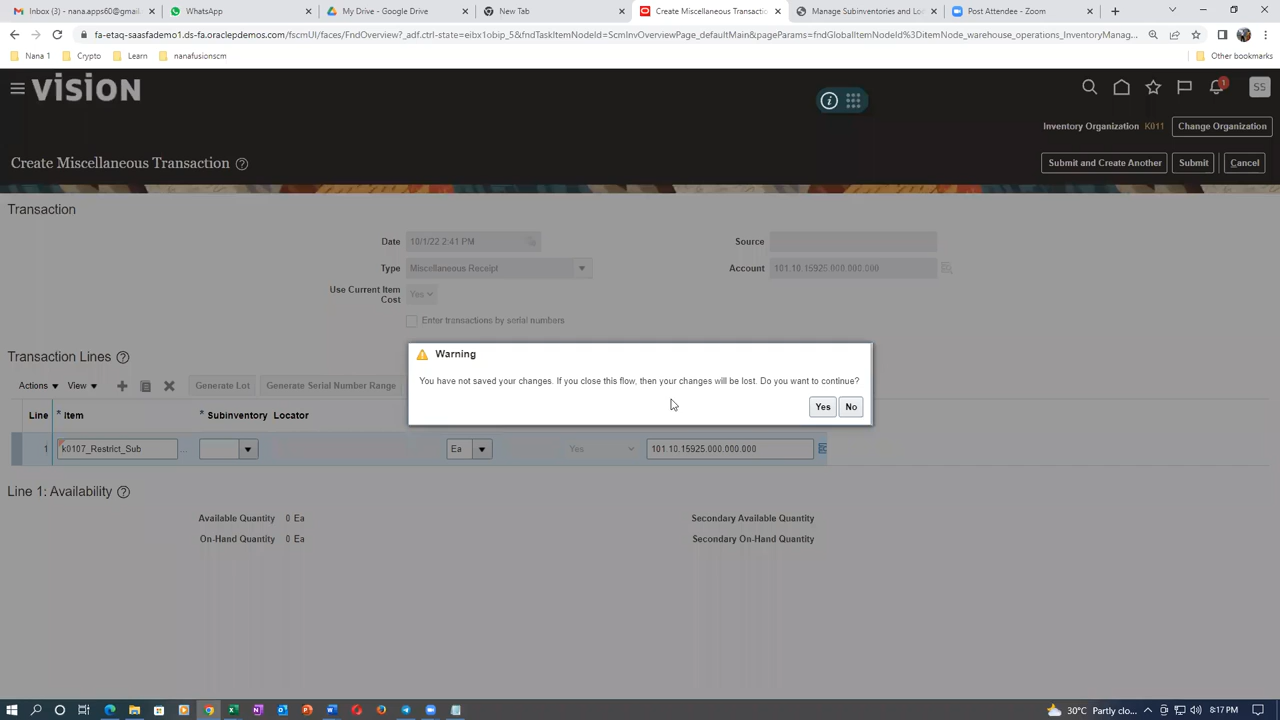 Inbox (3) - nana.apps60@gmail.
WhatsApp
My Drive - Google Drive
New Tab
Create Miscellaneous Transactio
Manage Subinventories and Loc
Post Attendee - Zoom
fa-etaq-saasfademo1.ds-fa.oraclepdemos.com/fscmUI/faces/FndOverview?_adf.ctrl-state=eibx1obip_5&fndTaskItemNodeId=ScmInvOverviewPage_defaultMain&pageParams=fndGlobalItemNodeId%3DitemNode_warehouse_operations_InventoryManag...
Nana 1
Crypto
Learn
nanafusionscm
Other bookmarks
VISION
1
SS
Inventory Organization K011
Change Organization
Create Miscellaneous Transaction
Submit and Create Another
Submit
Cancel
Transaction
Date 10/1/22 2:41 PM
Source
Type Miscellaneous Receipt
Account 101.10.15925.000.000.000
Use Current Item Cost Yes
Enter transactions by serial numbers
Transaction Lines
Warning
You have not saved your changes. If you close this flow, then your changes will be lost. Do you want to continue?
Yes No
Actions View Generate Lot Generate Serial Number Range
Line * Item * Subinventory Locator
1 k0107_Restrict_Sub Ea Yes 101.10.15925.000.000.000
Line 1: Availability
Available Quantity 0 Ea
Secondary Available Quantity
On-Hand Quantity 0 Ea
Secondary On-Hand Quantity
30°C Partly clo...
8:17 PM